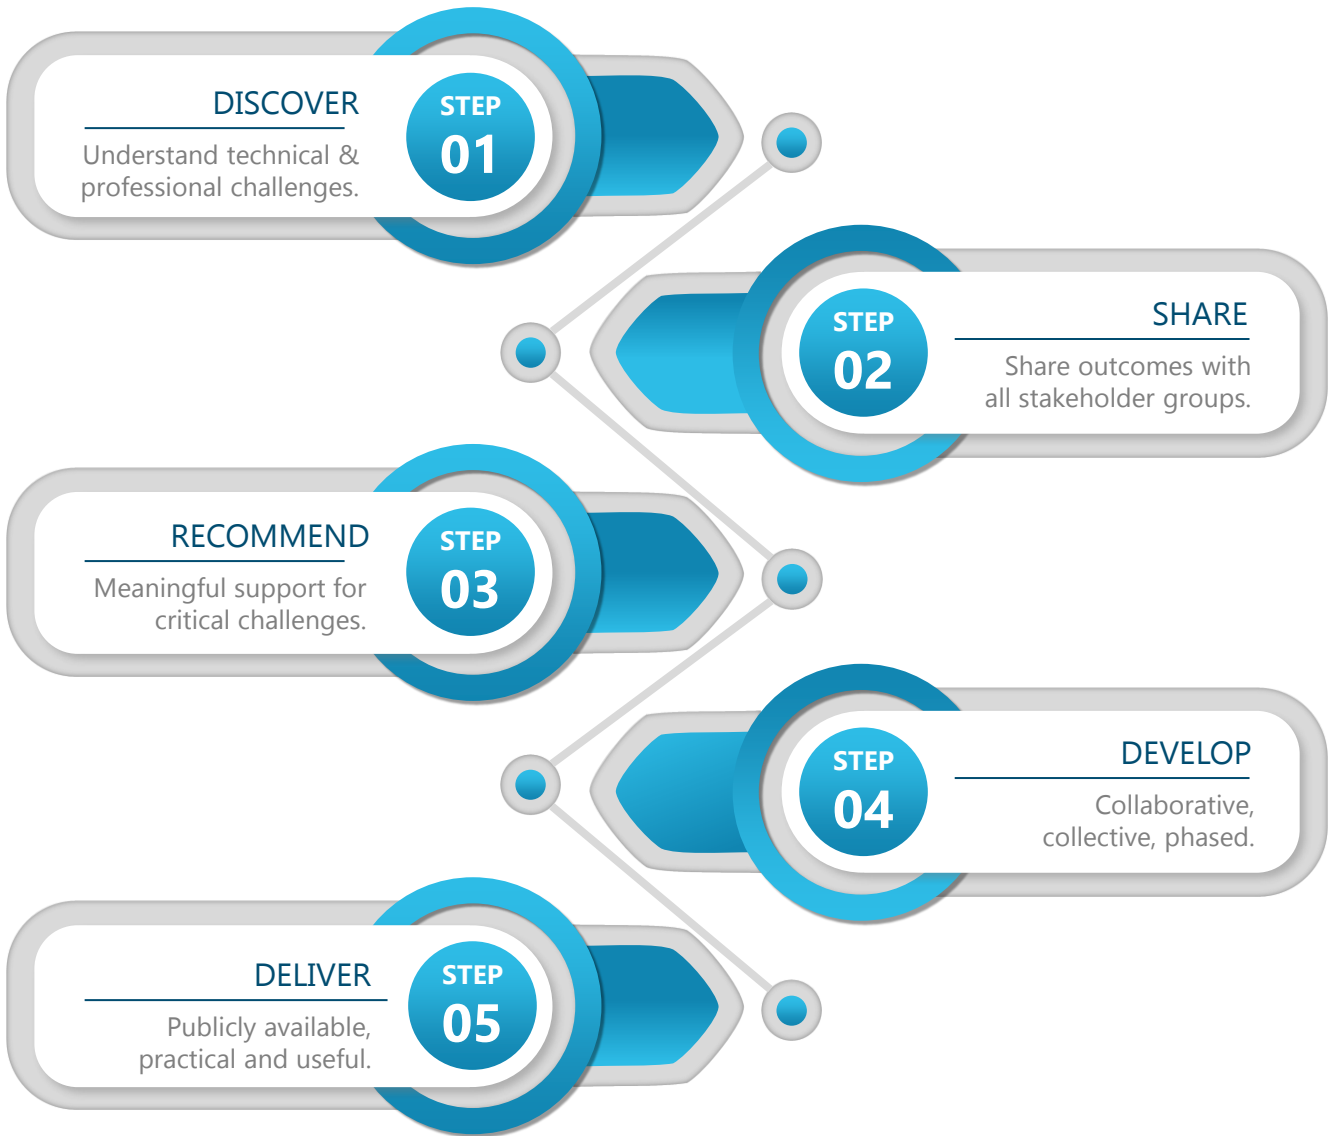 DISCOVER
Understand technical &
professional challenges.
STEP
01
SHARE
Share outcomes with
all stakeholder groups.
STEP
02
RECOMMEND
Meaningful support for
critical challenges.
STEP
03
DEVELOP
Collaborative,
collective, phased.
STEP
04
DELIVER
Publicly available,
practical and useful.
STEP
05